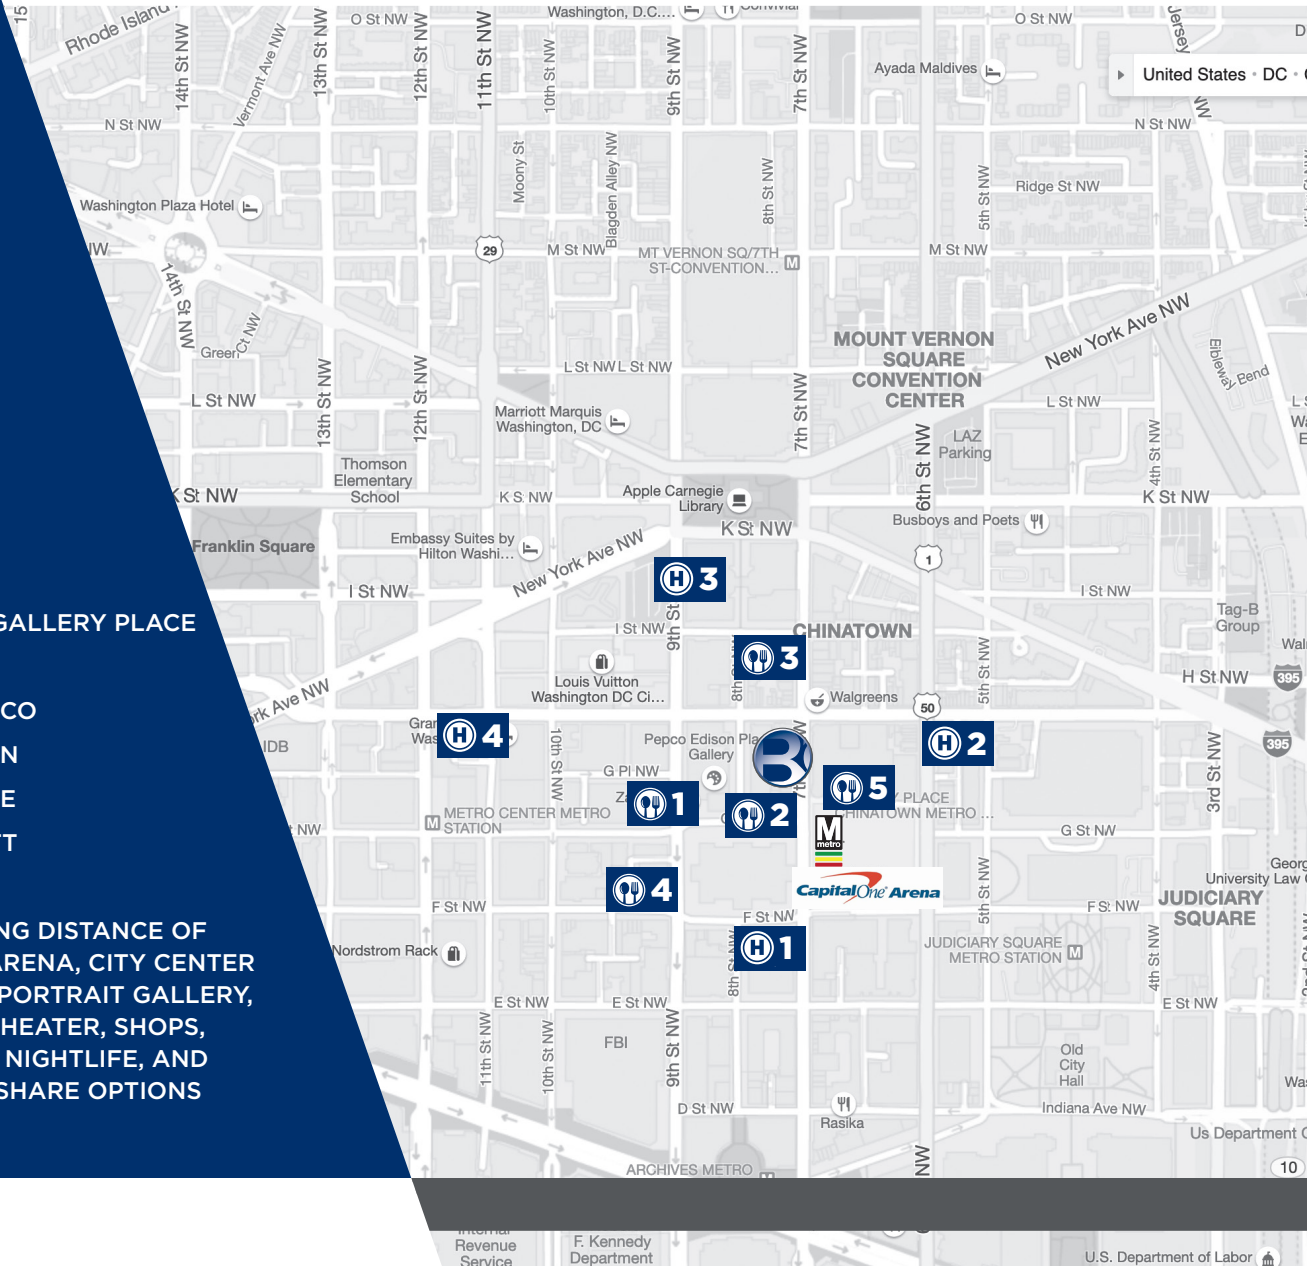 GALLERY PLACE
CO
N
E
T
NG DISTANCE OF
ARENA, CITY CENTER
PORTRAIT GALLERY,
HEATER, SHOPS,
NIGHTLIFE, AND
SHARE OPTIONS
15
Rhode Island
O St NW
Washington, D.C....
O St NW
Jersey
NW
14th St NW
Vermont Ave NW
13th St NW
12th St NW
11th St NW
10th St NW
9th St NW
7th St NW
Ayada Maldives
United States • DC •
N St NW
N St NW
Moony St
Blagden Alley NW
8th St NW
5th St NW
Ridge St NW
Washington Plaza Hotel
29
M St NW
MT VERNON SQ/7TH
ST-CONVENTION...
M
M St NW
14th St NW
Green Ct NW
New York Ave NW
MOUNT VERNON
SQUARE
CONVENTION
CENTER
L St NW
L St NW
Bend
L St NW
13th St NW
12th St NW
7th St NW
L St NW
Marriott Marquis
Washington, DC
6th St NW
LAZ
Parking
4th St NW
Thomson
Elementary
School
K St NW
K S. NW
Apple Carnegie
Library
K St NW
K St NW
Busboys and Poets
Franklin Square
Embassy Suites by
Hilton Washi...
New York Ave NW
1
H 3
I St NW
I St NW
Tag-B
Group
9th St
I St NW
CHINATOWN
3
8th
5th St NW
Louis Vuitton
Washington DC Ci...
Walgreens
H St NW
395
50
rk Ave NW
H 4
10th St NW
Pepco Edison Pla
Gallery
B
H 2
395
IDB
G Pl NW
1
2
5
PLACE
CHINATOWN METRO ...
3rd St NW
M METRO CENTER METRO
STATION
NW
M
metro
G St NW
4
CapitalOne Arena
5th St NW
University Law
F St NW
F St NW
F St NW
JUDICIARY
SQUARE
Nordstrom Rack
H 1
8th St NW
JUDICIARY SQUARE
METRO STATION
M
4th St NW
E St NW
E St NW
E St NW
11th St NW
10th St NW
FBI
9th St NW
Old
City
Hall
D St NW
Rasika
Indiana Ave NW
Us Department
ARCHIVES METRO
NW
10
Internal
Revenue
Service
F. Kennedy
Department
U.S. Department of Labor